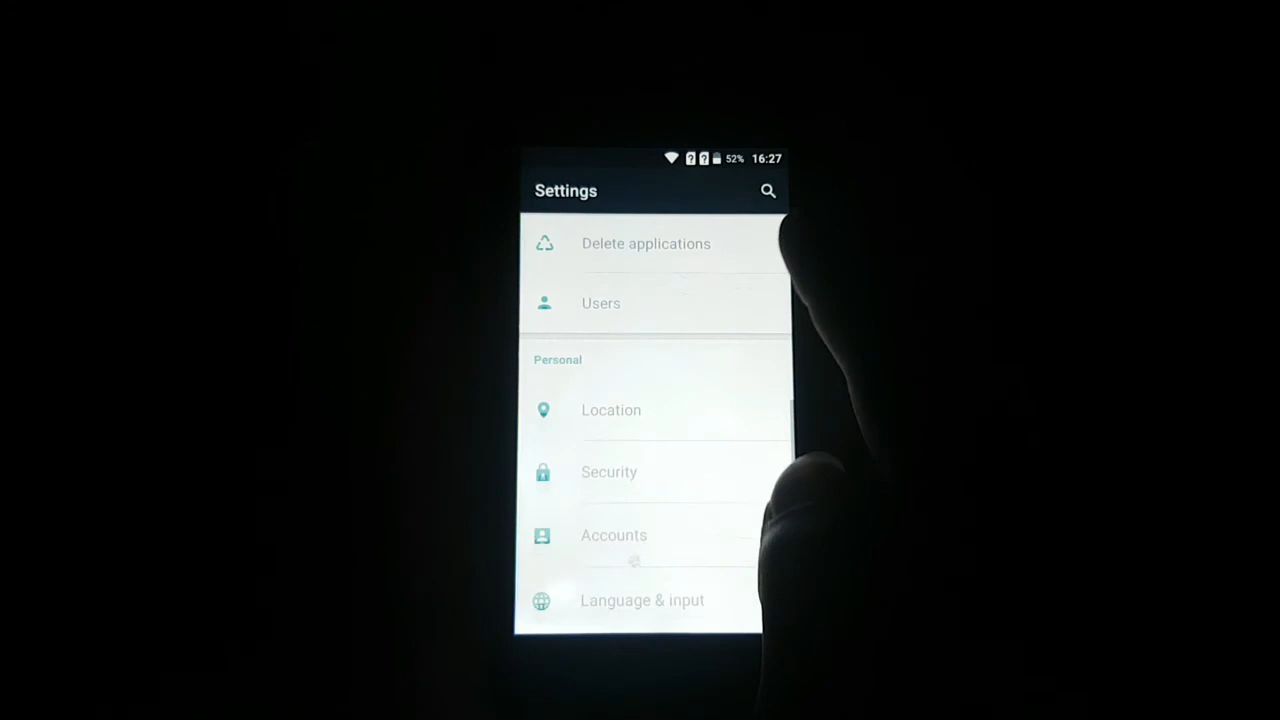 52% 16:27
Settings
Delete applications
Users
Personal
Location
Security
Accounts
Language & input